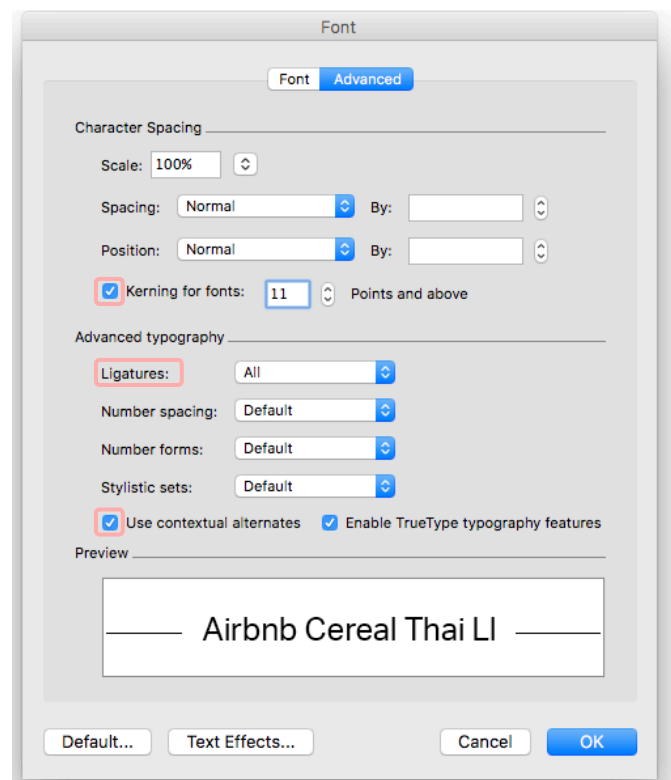 Font
Font Advanced
Character Spacing
Scale: 100%
Spacing: Normal By:
Position: Normal By:
Kerning for fonts: 11 Points and above
Advanced typography
Ligatures: All
Number spacing: Default
Number forms: Default
Stylistic sets: Default
Use contextual alternates Enable TrueType typography features
Preview
Airbnb Cereal Thai LI
Default... Text Effects... Cancel OK